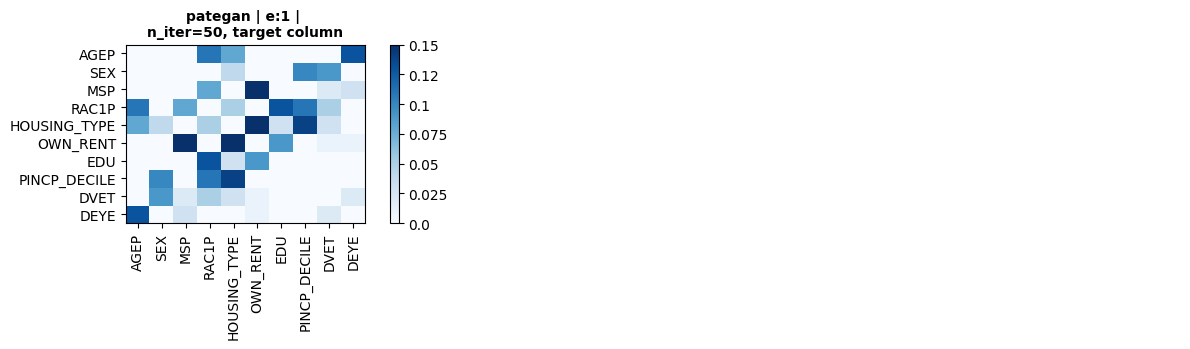 pategan | e:1 |
n_iter=50, target column
AGEP
SEX
MSP
RAC1P
HOUSING_TYPE
OWN_RENT
EDU
PINCP_DECILE
DVET
DEYE
0.15
0.12
0.1
0.075
0.05
0.025
0.0
AGEP
SEX
MSP
RAC1P
HOUSING_TYPE
OWN_RENT
EDU
PINCP_DECILE
DVET
DEYE